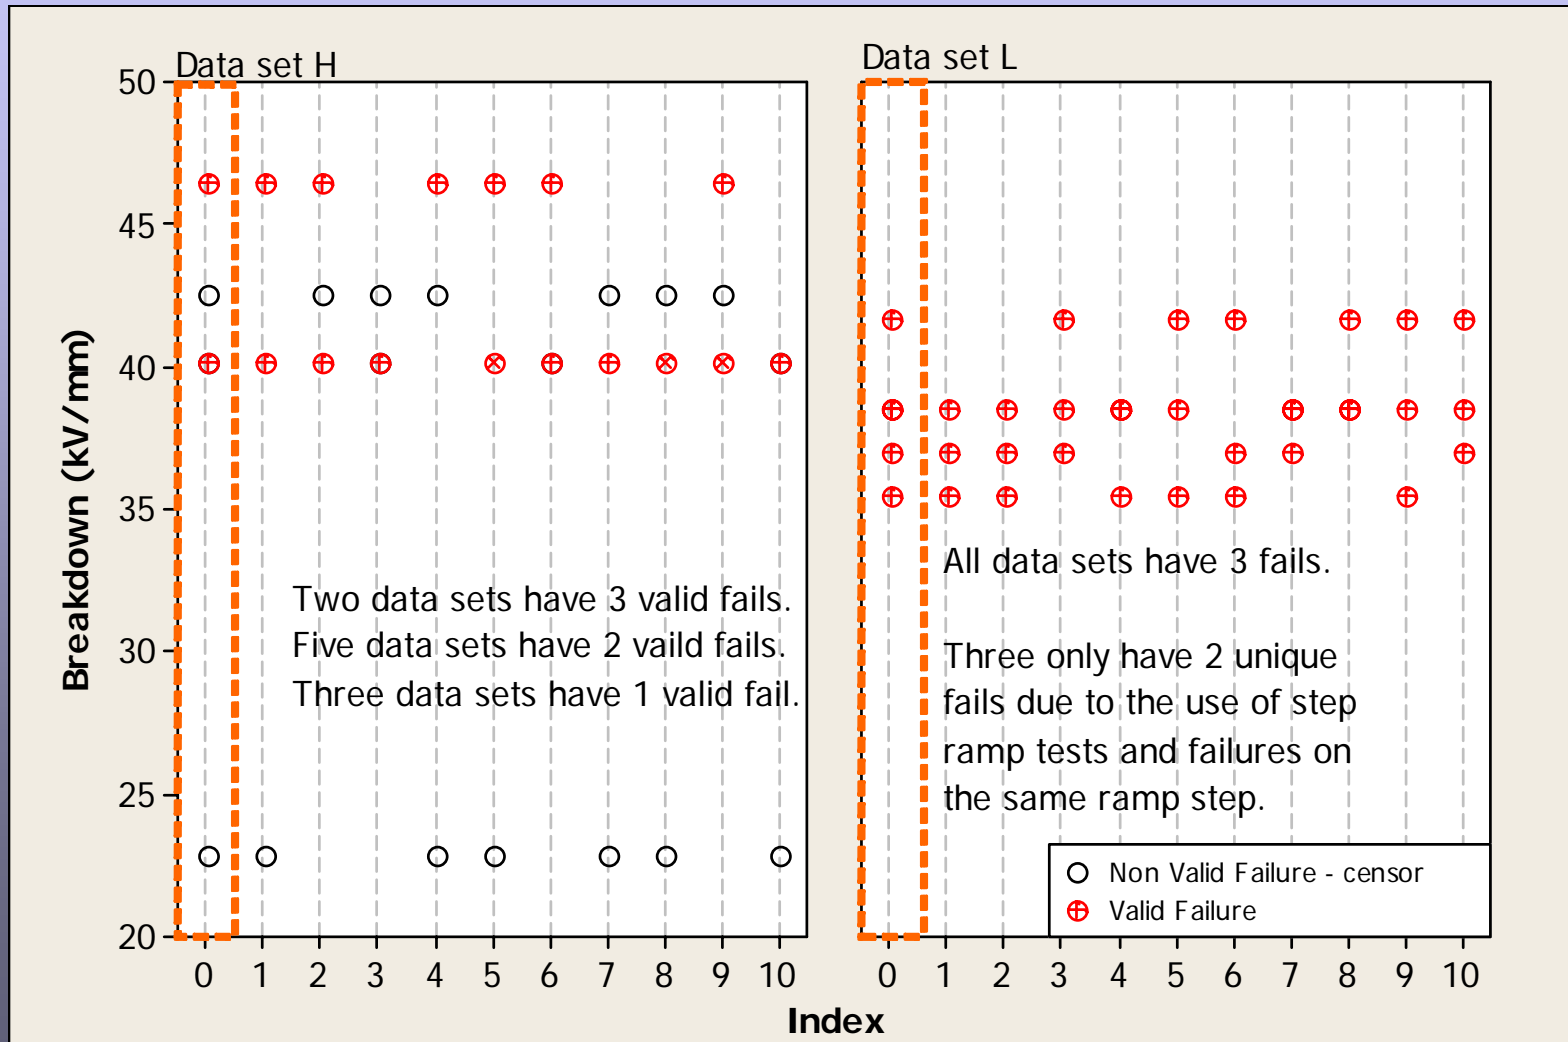 Data set H
Data set L
50
45
40
35
30
25
20
Breakdown (kV/mm)
Two data sets have 3 valid fails.
Five data sets have 2 vaild fails.
Three data sets have 1 valid fail.
All data sets have 3 fails.
Three only have 2 unique
fails due to the use of step
ramp tests and failures on
the same ramp step.
Non Valid Failure - censor
Valid Failure
0 1 2 3 4 5 6 7 8 9 10
0 1 2 3 4 5 6 7 8 9 10
Index